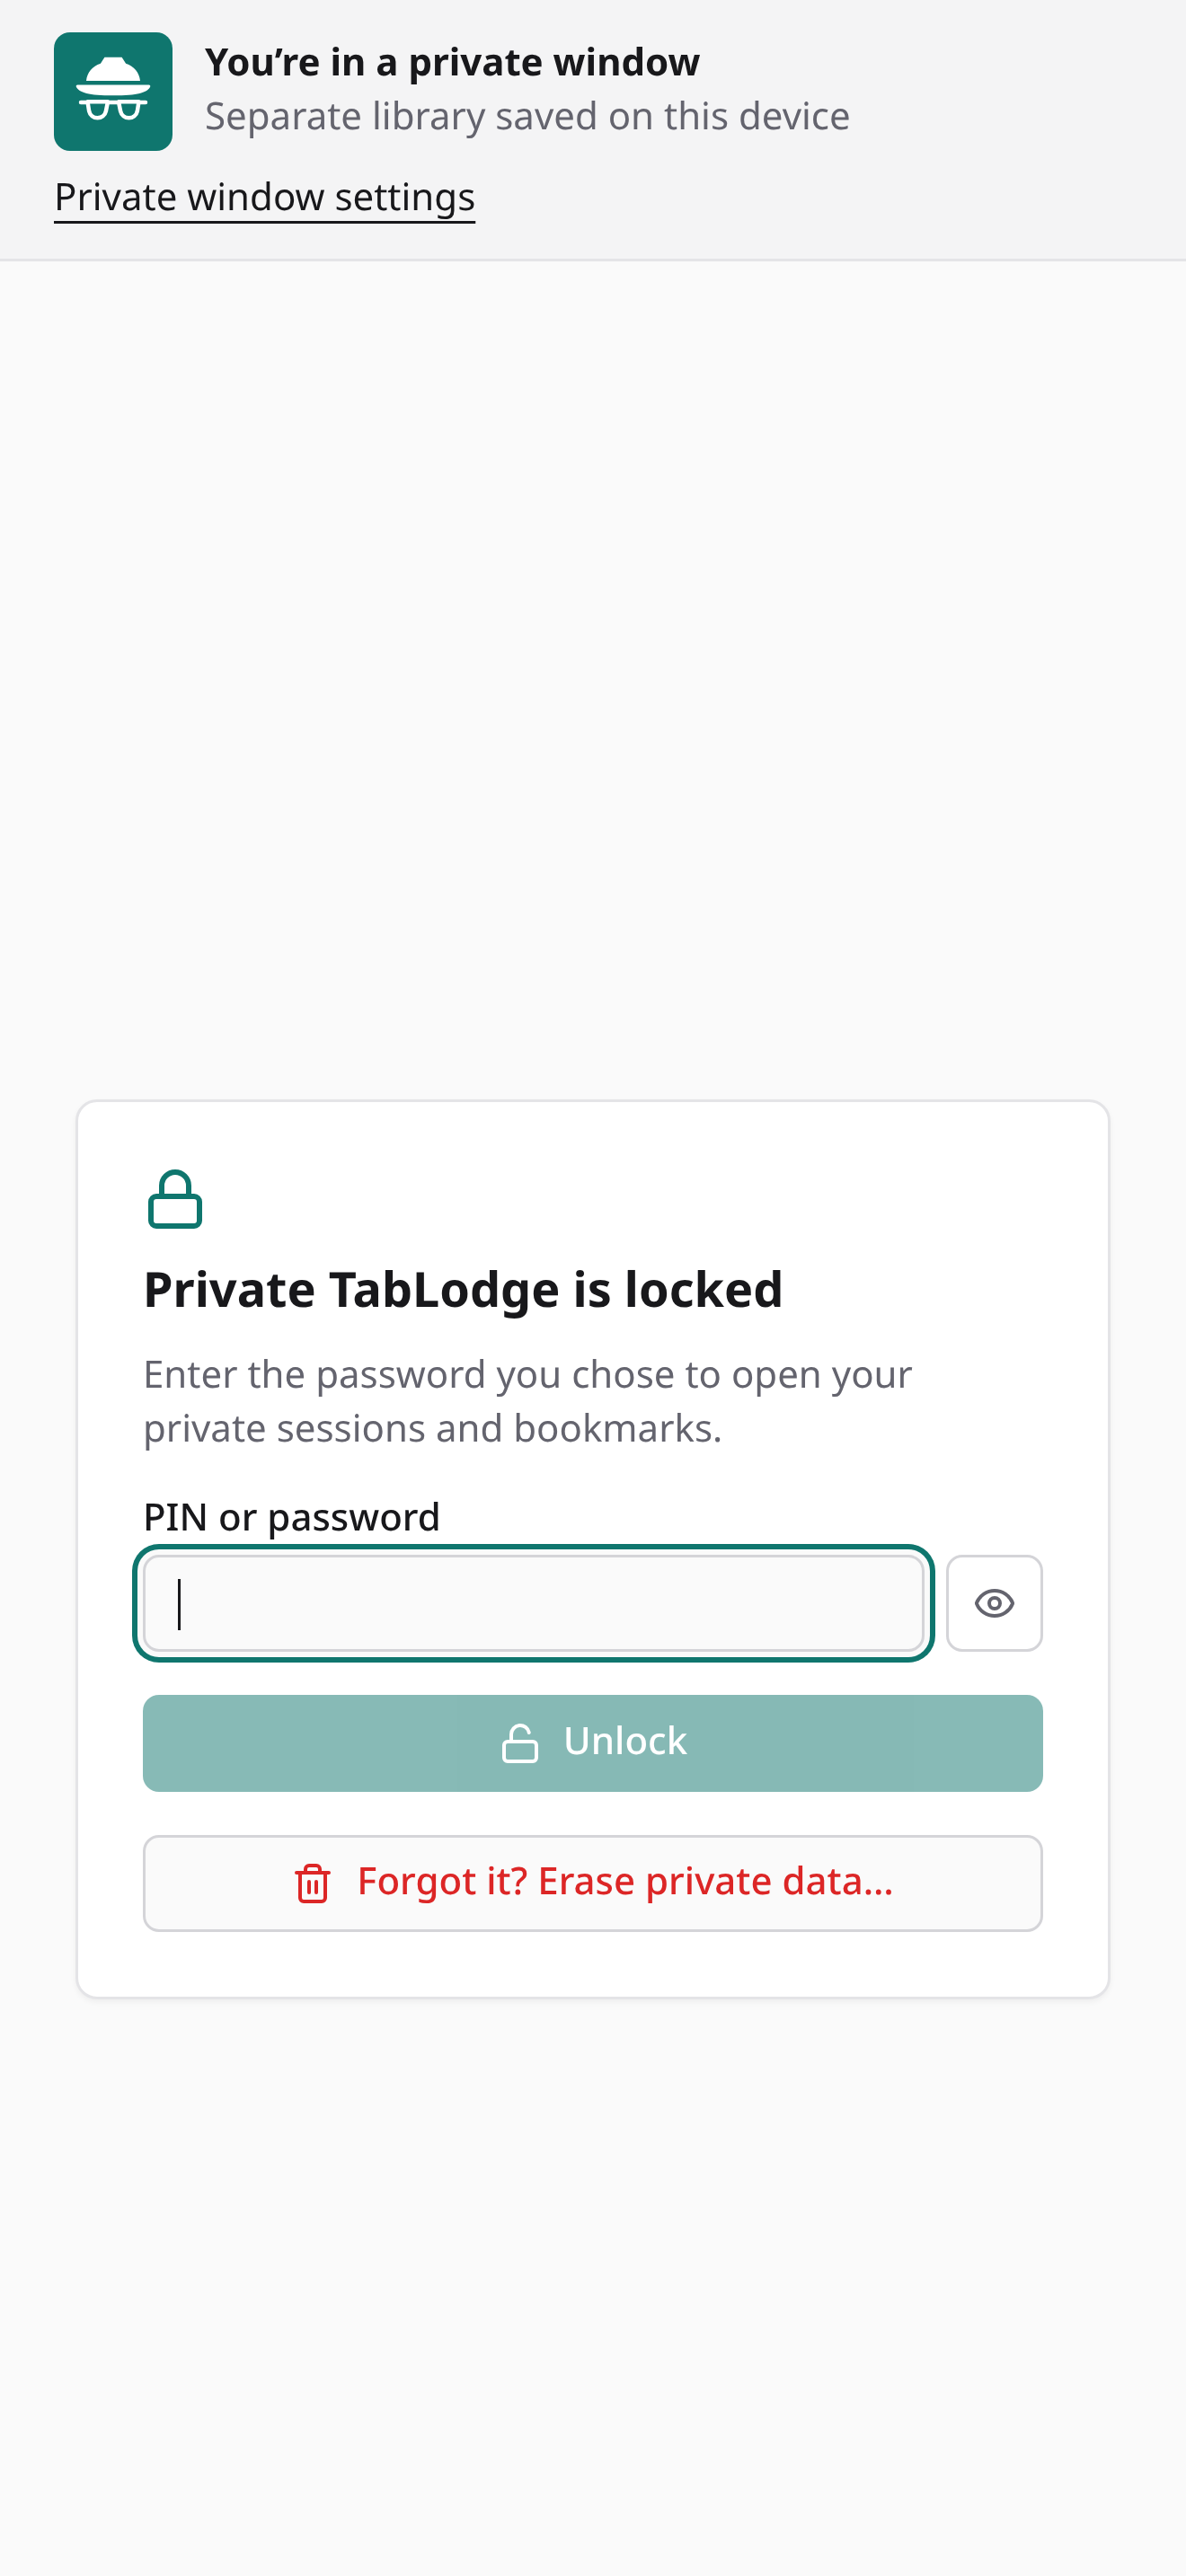 You’re in a private window
Separate library saved on this device
Private window settings
Private TabLodge is locked
Enter the password you chose to open your
private sessions and bookmarks.
PIN or password
Unlock
Forgot it? Erase private data...